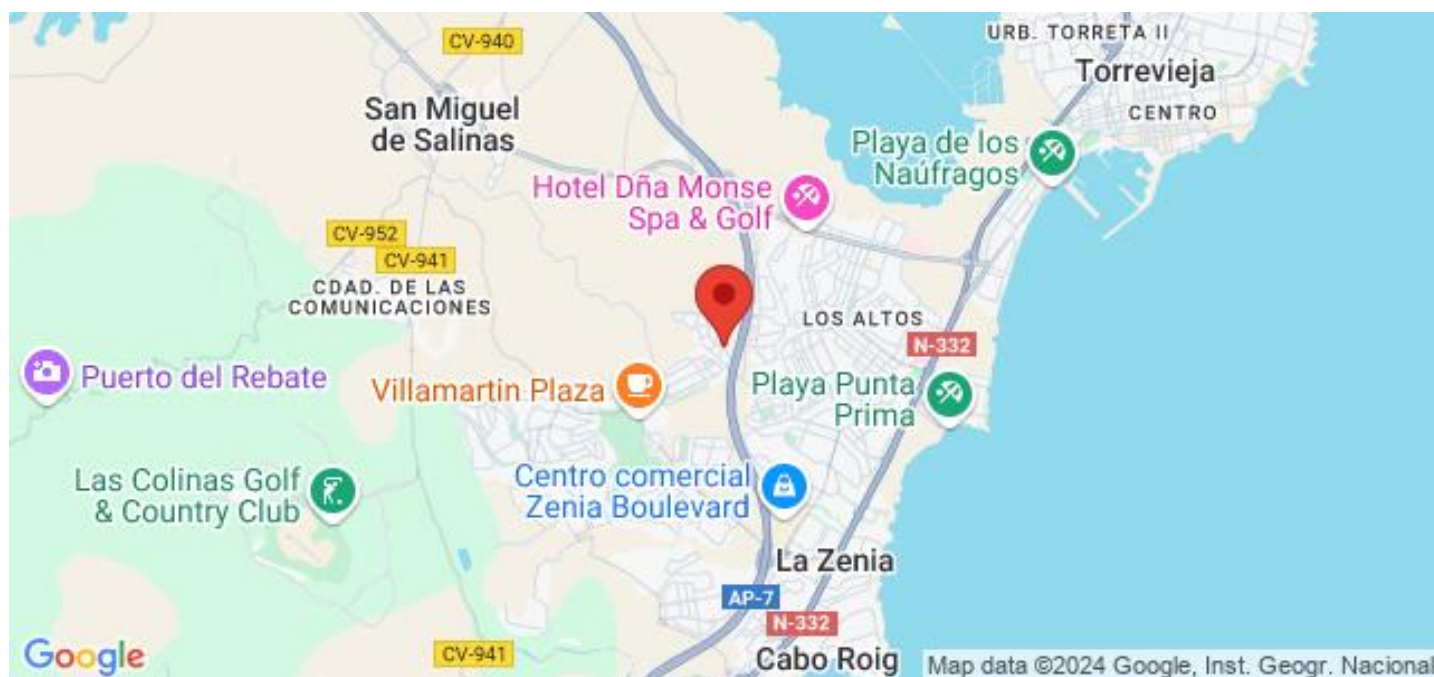 URB. TORRETA II
CV-940
Torrevieja
San Miguel
de Salinas
CENTRO
Playa de los
Naúfragos
Hotel Dña Monse
Spa & Golf
CV-952
CV-941
CDAD. DE LAS
COMUNICACIONES
LOS ALTOS
N-332
Puerto del Rebate
Villamartin Plaza
Playa Punta
Prima
Centro comercial
Zenia Boulevard
Las Colinas Golf
& Country Club
La Zenia
AP-7
N-332
CV-941
Cabo Roig
Google
Map data ©2024 Google, Inst. Geogr. Nacional